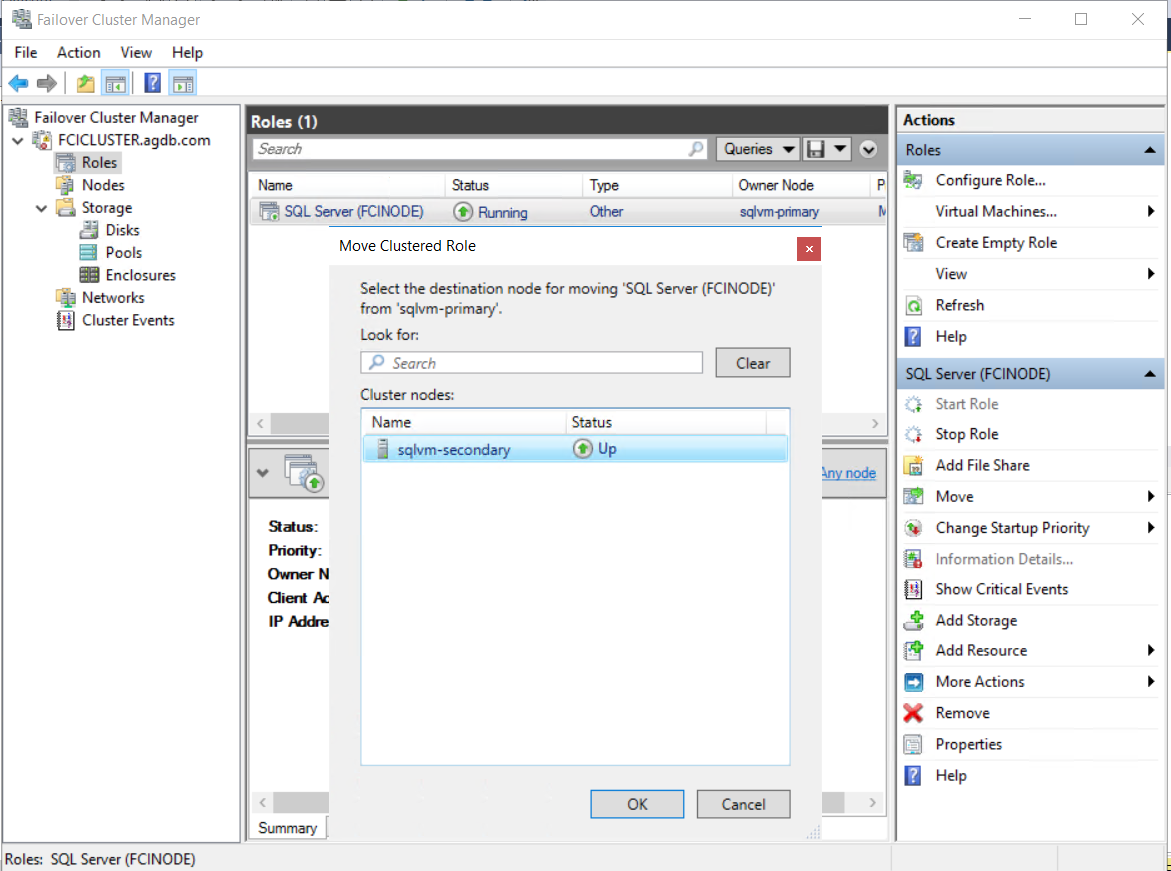 Failover Cluster Manager
File Action View Help
Failover Cluster Manager
FCICLUSTER.agdb.com
Roles
Nodes
Storage
Disks
Pools
Enclosures
Networks
Cluster Events
Roles (1)
Search
Queries
Name Status Type Owner Node P
SQL Server (FCINODE) Running Other sqlvm-primary M
Any node
Status:
Priority:
Owner N
Client Ac
IP Addre
Summary
Move Clustered Role
Select the destination node for moving 'SQL Server (FCINODE)'
from 'sqlvm-primary'.
Look for:
Search Clear
Cluster nodes:
Name Status
sqlvm-secondary Up
OK Cancel
Actions
Roles
Configure Role...
Virtual Machines...
Create Empty Role
View
Refresh
Help
SQL Server (FCINODE)
Start Role
Stop Role
Add File Share
Move
Change Startup Priority
Information Details...
Show Critical Events
Add Storage
Add Resource
More Actions
Remove
Properties
Help
Roles: SQL Server (FCINODE)